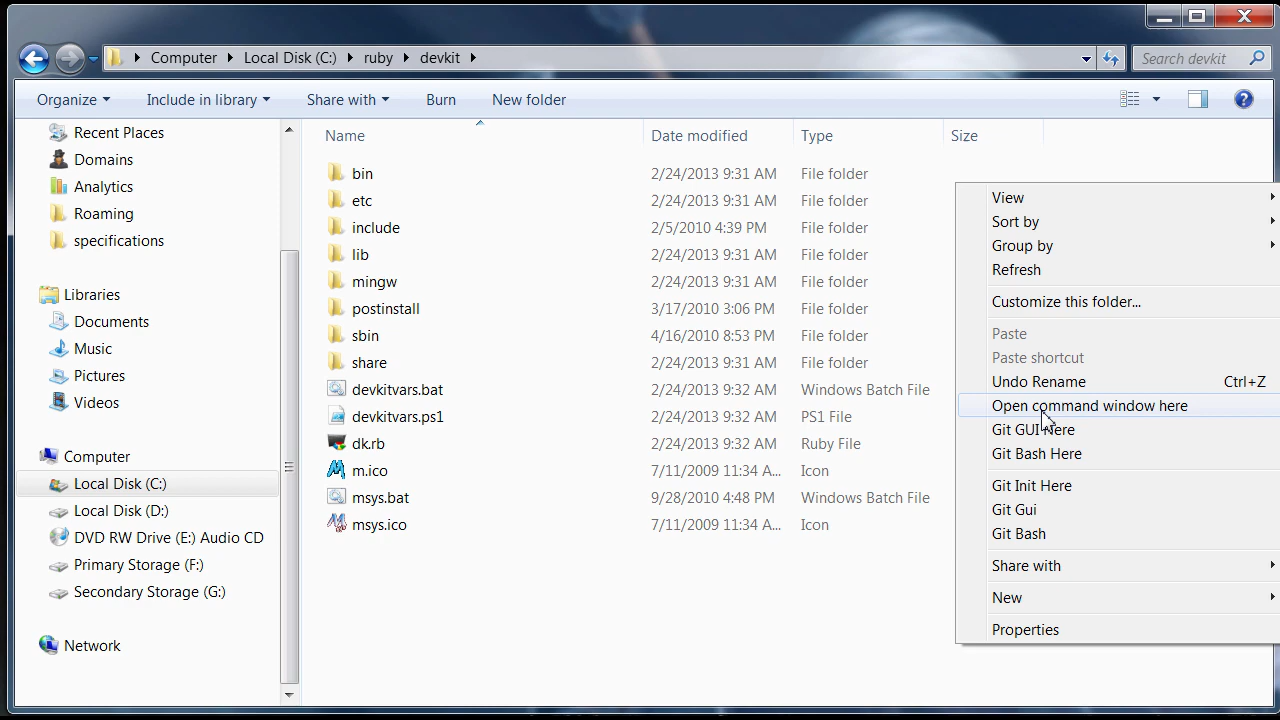 Computer Local Disk (C:) ruby devkit Search devkit
Organize Include in library Share with Burn New folder
Recent Places
Domains
Analytics
Roaming
specifications
Libraries
Documents
Music
Pictures
Videos
Computer
Local Disk (C:)
Local Disk (D:)
DVD RW Drive (E:) Audio CD
Primary Storage (F:)
Secondary Storage (G:)
Network
Name Date modified Type Size
bin 2/24/2013 9:31 AM File folder
etc 2/24/2013 9:31 AM File folder
include 2/5/2010 4:39 PM File folder
lib 2/24/2013 9:31 AM File folder
mingw 2/24/2013 9:31 AM File folder
postinstall 3/17/2010 3:06 PM File folder
sbin 4/16/2010 8:53 PM File folder
share 2/24/2013 9:31 AM File folder
devkitvars.bat 2/24/2013 9:32 AM Windows Batch File
devkitvars.ps1 2/24/2013 9:32 AM PS1 File
dk.rb 2/24/2013 9:32 AM Ruby File
m.ico 7/11/2009 11:34 A... Icon
msys.bat 9/28/2010 4:48 PM Windows Batch File
msys.ico 7/11/2009 11:34 A... Icon
View
Sort by
Group by
Refresh
Customize this folder...
Paste
Paste shortcut
Undo Rename Ctrl+Z
Open command window here
Git GUI Here
Git Bash Here
Git Init Here
Git Gui
Git Bash
Share with
New
Properties